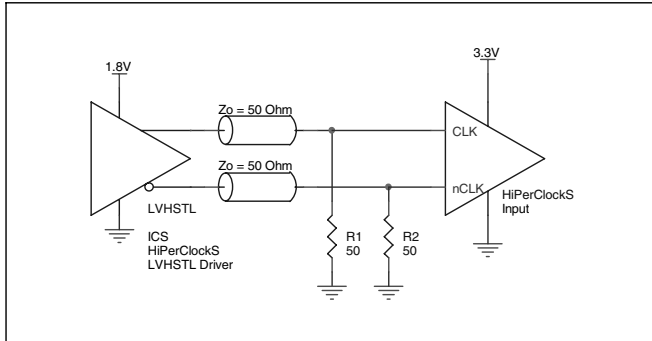 1.8V
3.3V
Zo = 50 Ohm
CLK
Zo = 50 Ohm
nCLK
HiPerClockS
Input
LVHSTL
ICS
HiPerClockS
LVHSTL Driver
R1
50
R2
50